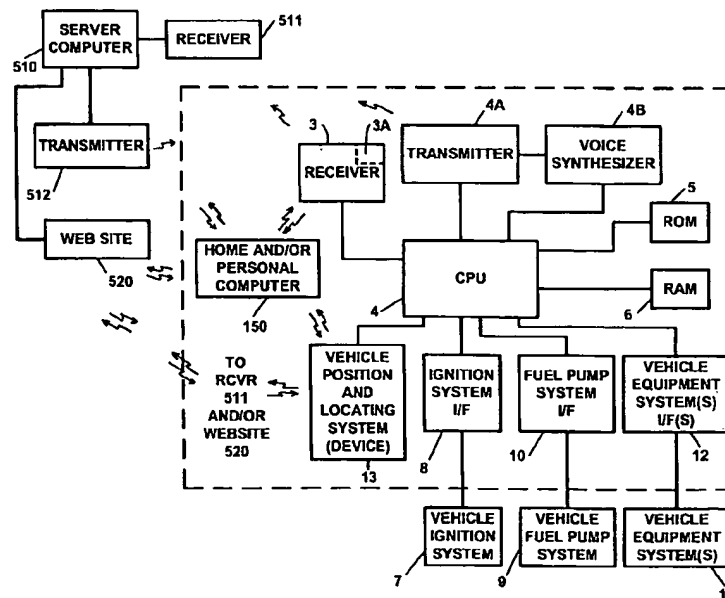 SERVER
COMPUTER
510
RECEIVER
511
TRANSMITTER
512
WEB SITE
520
3
3A
RECEIVER
4A
TRANSMITTER
4B
VOICE
SYNTHESIZER
5
ROM
HOME AND/OR
PERSONAL
COMPUTER
150
CPU
4
RAM
6
TO
RCVR
511
AND/OR
WEBSITE
520
VEHICLE
POSITION
AND
LOCATING
SYSTEM
(DEVICE)
13
IGNITION
SYSTEM
I/F
8
FUEL PUMP
SYSTEM
I/F
10
VEHICLE
EQUIPMENT
SYSTEM(S)
I/F(S)
12
VEHICLE
IGNITION
SYSTEM
7
VEHICLE
FUEL PUMP
SYSTEM
9
VEHICLE
EQUIPMENT
SYSTEM(S)